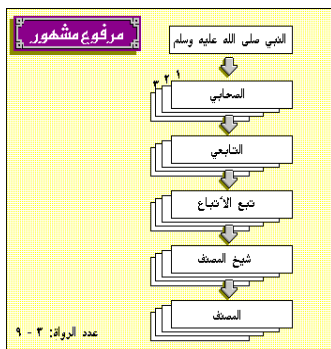 مرفوع مشهور
النبي صلى الله عليه وسلم
١ ٢ ٣
الصحابي
التابعي
تبع الأتباع
شيخ المصنف
المصنف
عدد الرواة: ٣ - ٩